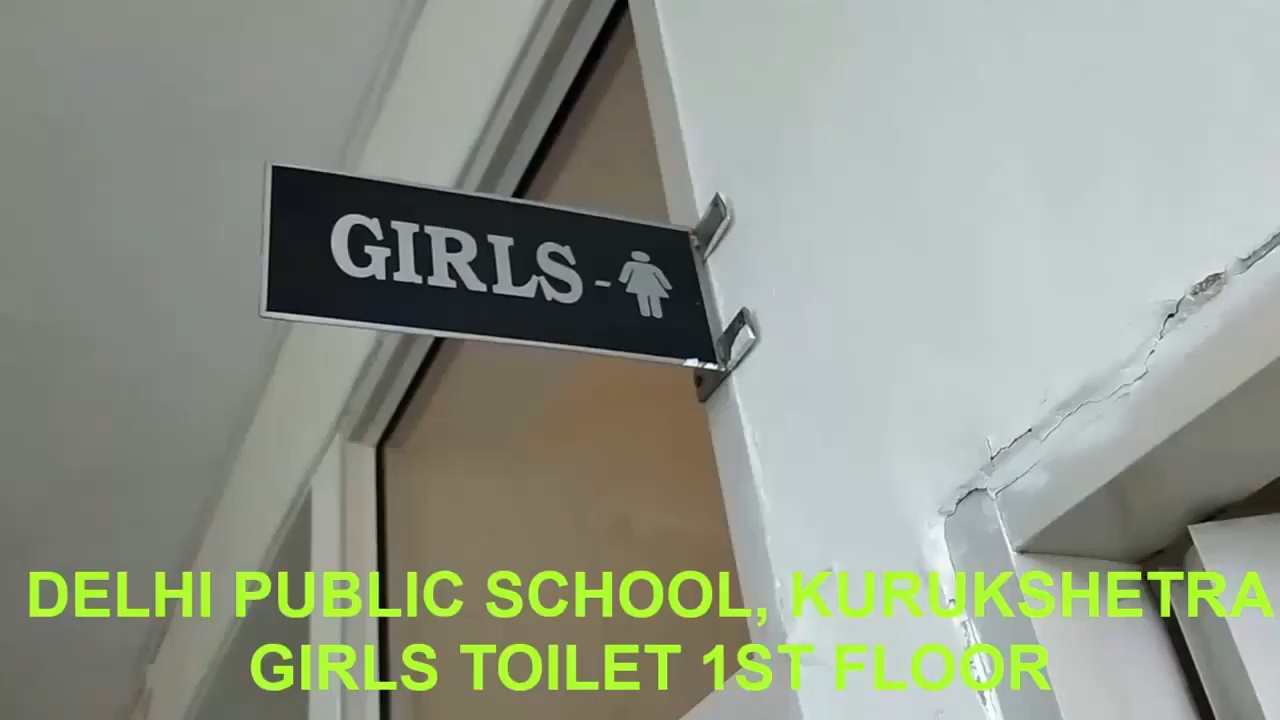 GIRLS-
DELHI PUBLIC SCHOOL, KURUKSHETRA
GIRLS TOILET 1ST FLOOR